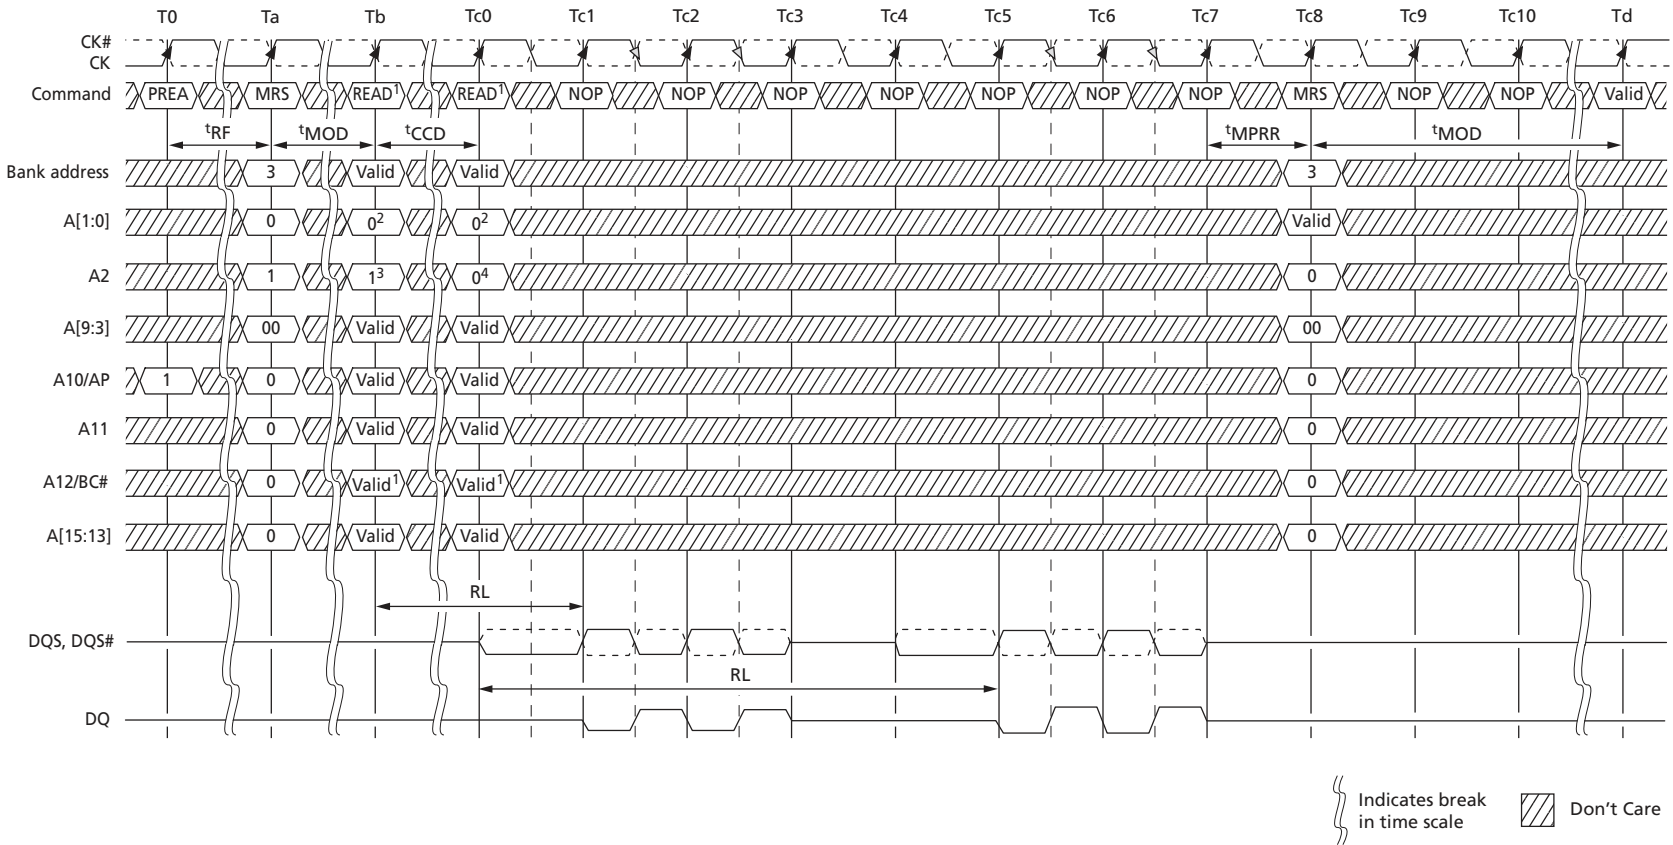 T0 Ta Tb Tc0 Tc1 Tc2 Tc3 Tc4 Tc5 Tc6 Tc7 Tc8 Tc9 Tc10 Td
CK#
CK
Command PREA MRS READ¹ READ¹ NOP NOP NOP NOP NOP NOP NOP MRS NOP NOP Valid
tRF tMOD tCCD tMPRR tMOD
Bank address 3 Valid Valid 3
A[1:0] 0 0² 0² Valid
A2 1 1³ 0⁴ 0
A[9:3] 00 Valid Valid 00
A10/AP 1 0 Valid Valid 0
A11 0 Valid Valid 0
A12/BC# 0 Valid¹ Valid¹ 0
A[15:13] 0 Valid Valid 0
RL
DQS, DQS#
RL
DQ
Indicates break
in time scale
Don't Care